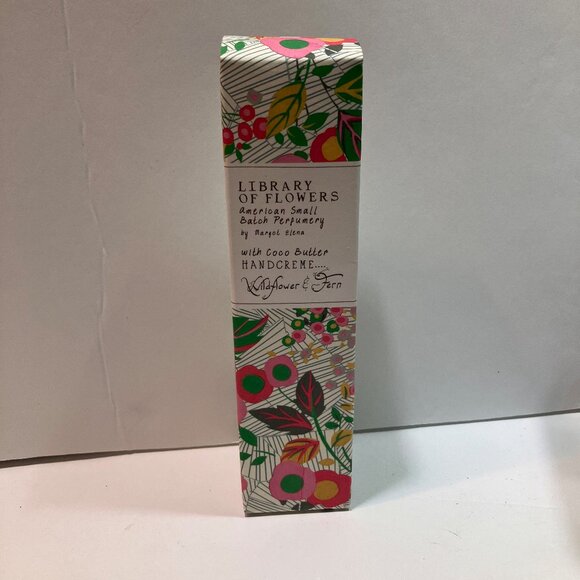 LIBRARY
OF FLOWERS
American Small
Batch Perfumery
by Margot Elena
with Coco Butter
HANDCREME....
Wildflower & Fern